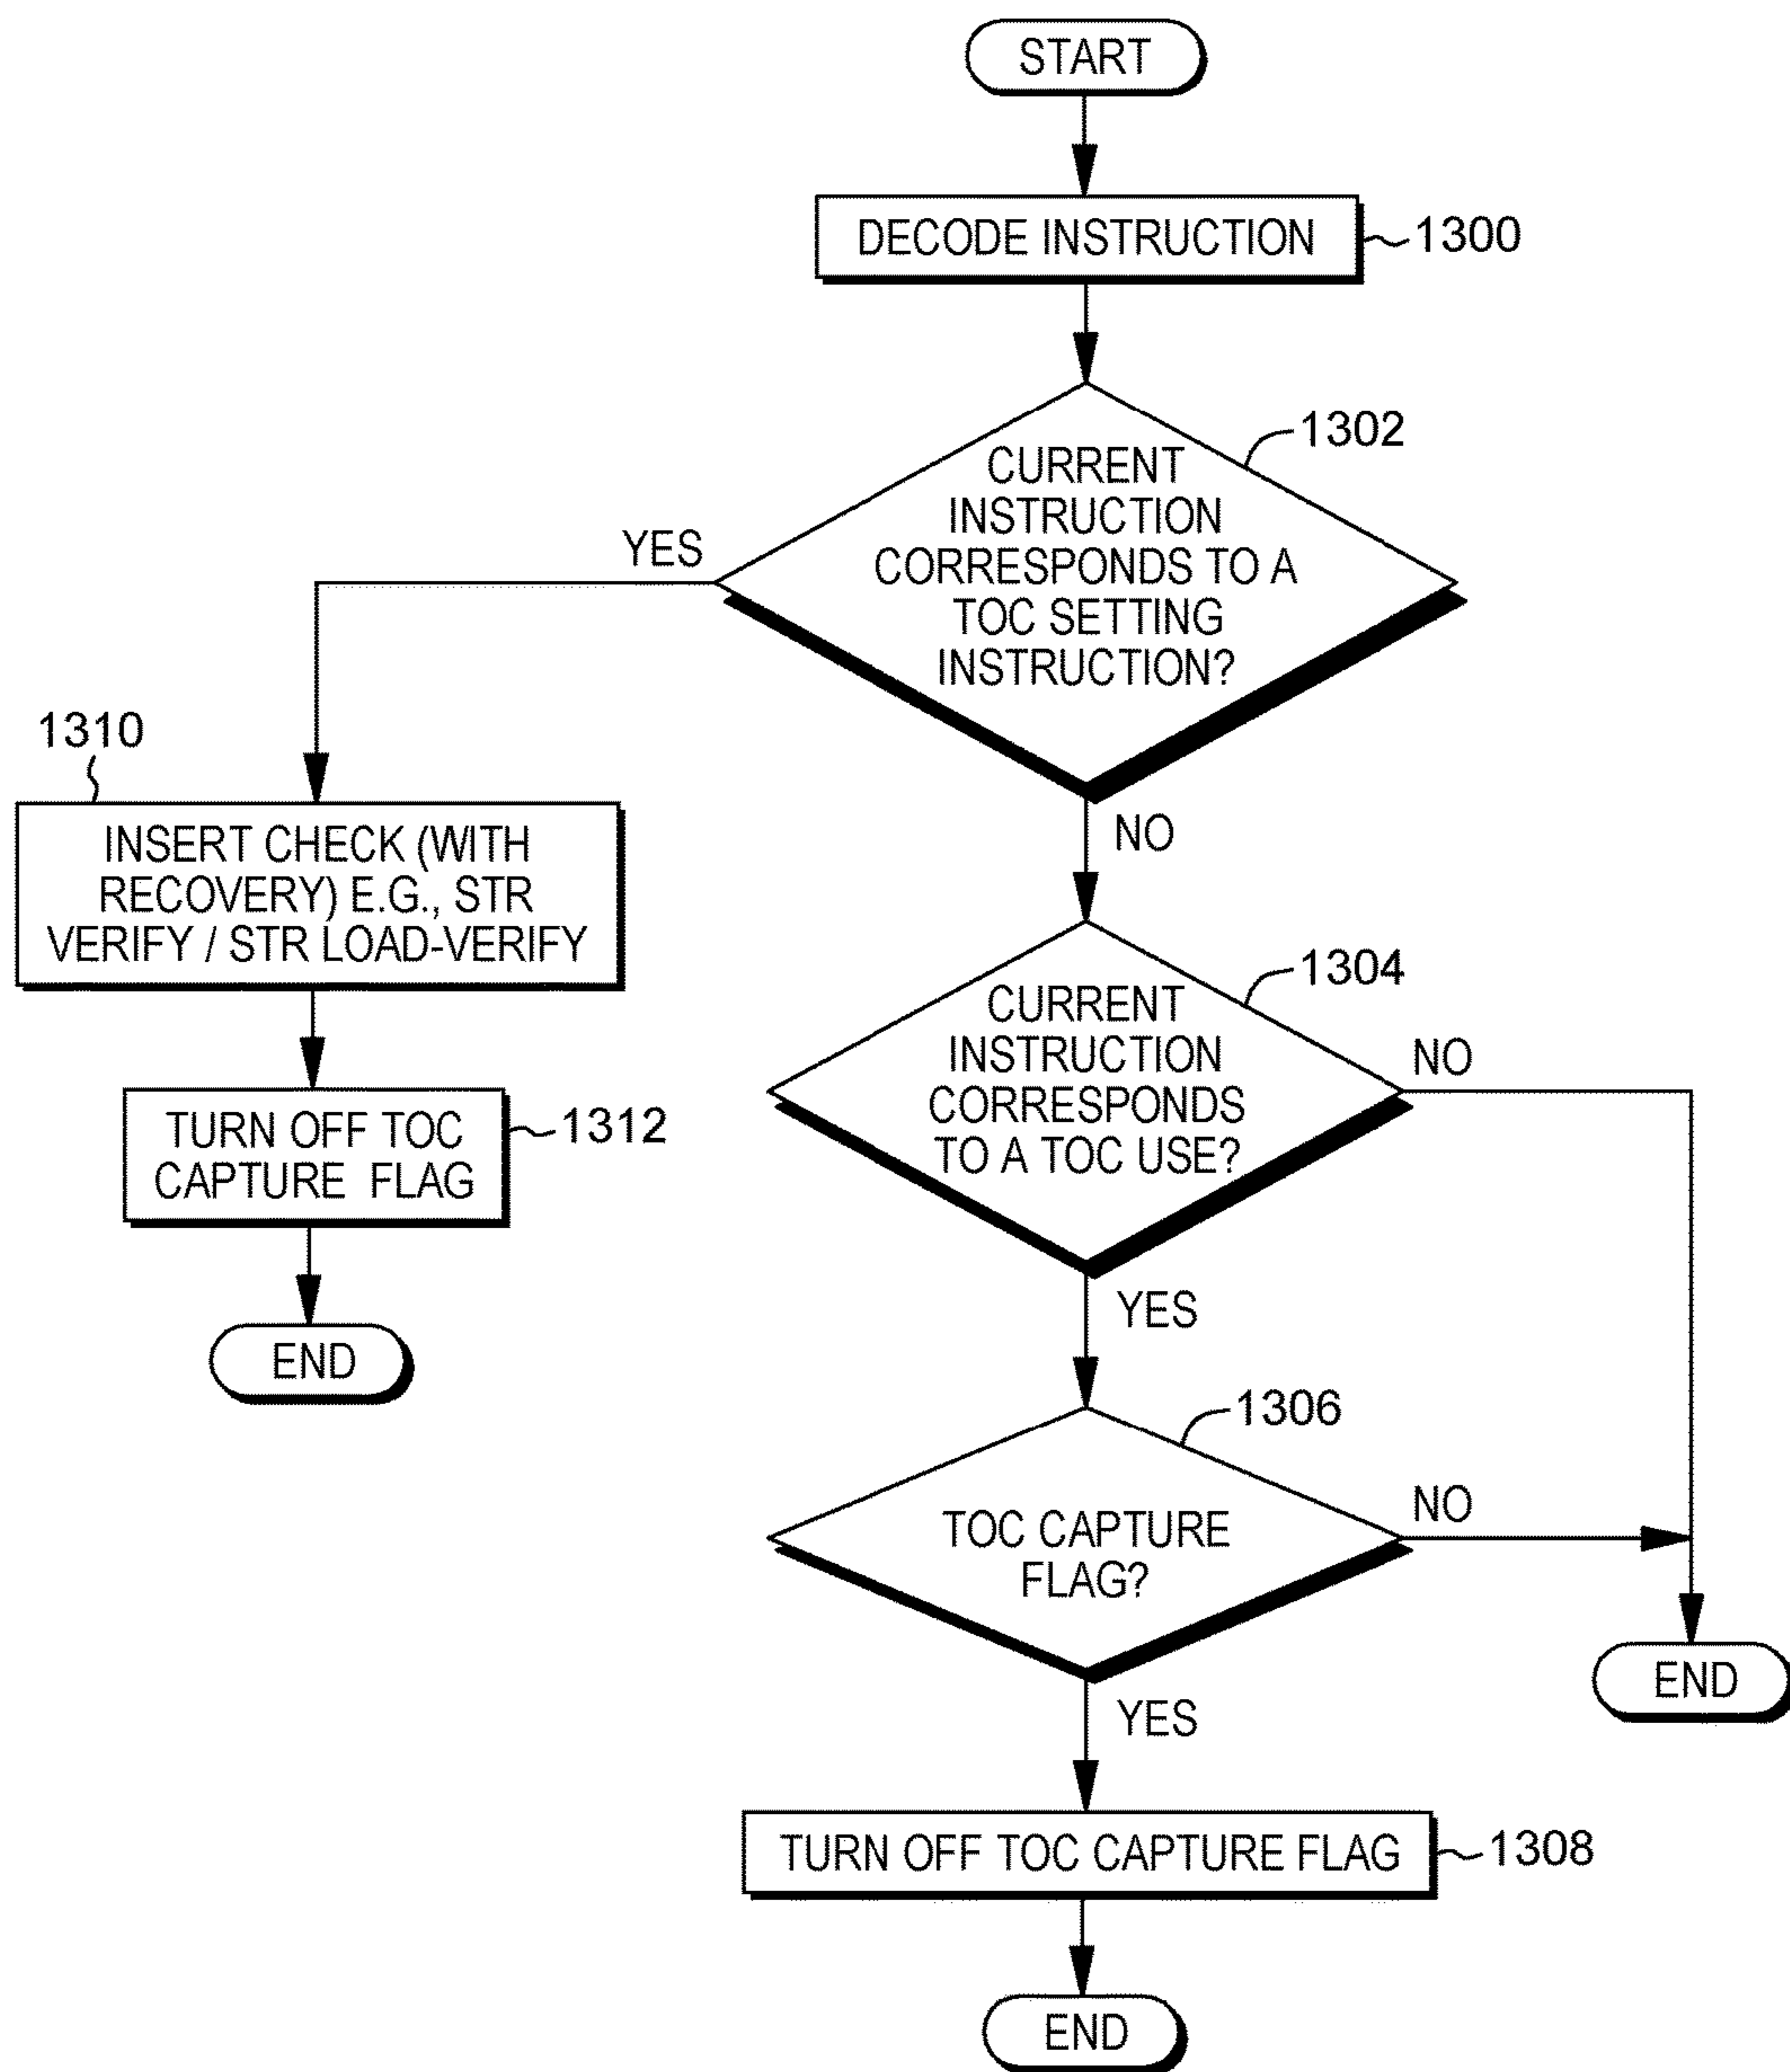 START
DECODE INSTRUCTION
1300
1302
CURRENT
INSTRUCTION
CORRESPONDS TO A
TOC SETTING
INSTRUCTION?
YES
NO
1310
INSERT CHECK (WITH
RECOVERY) E.G., STR
VERIFY / STR LOAD-VERIFY
TURN OFF TOC
CAPTURE FLAG
1312
END
1304
CURRENT
INSTRUCTION
CORRESPONDS
TO A TOC USE?
NO
YES
1306
TOC CAPTURE
FLAG?
NO
END
YES
TURN OFF TOC CAPTURE FLAG
1308
END